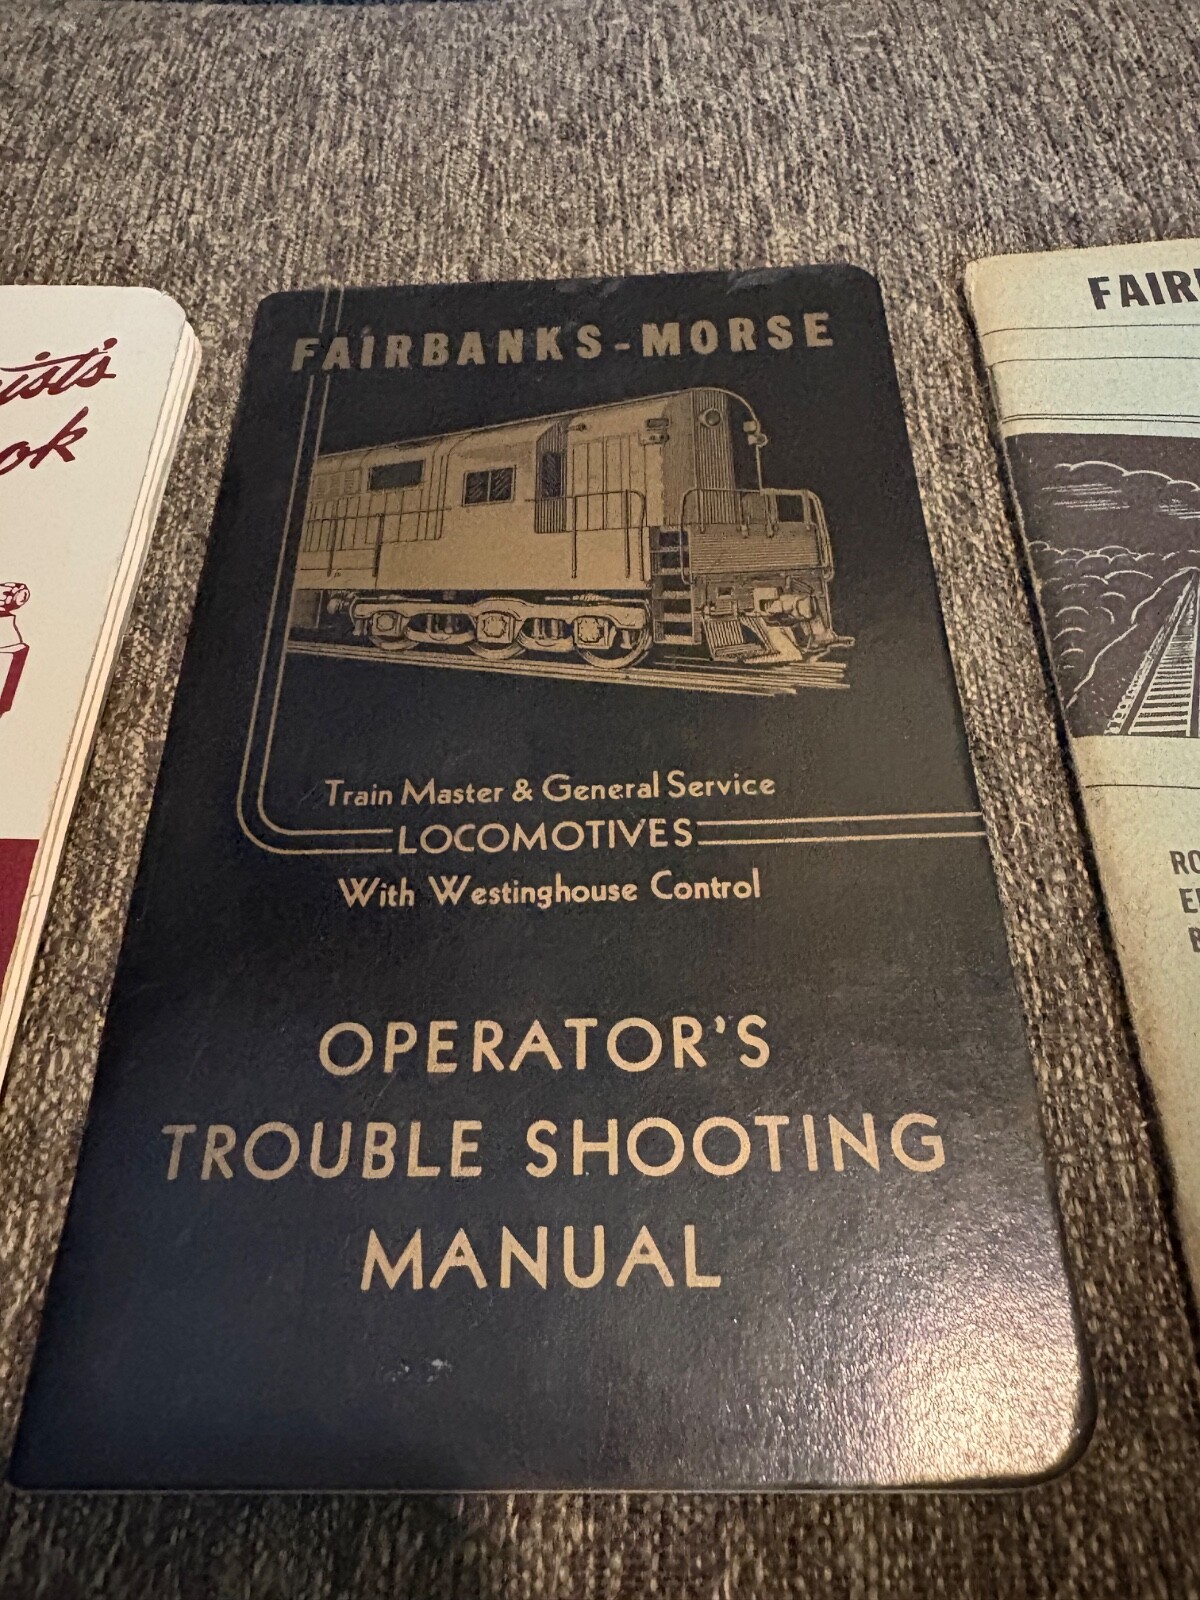 FAIRBANKS-MORSE
Train Master & General Service
LOCOMOTIVES
With Westinghouse Control
OPERATOR'S
TROUBLE SHOOTING
MANUAL